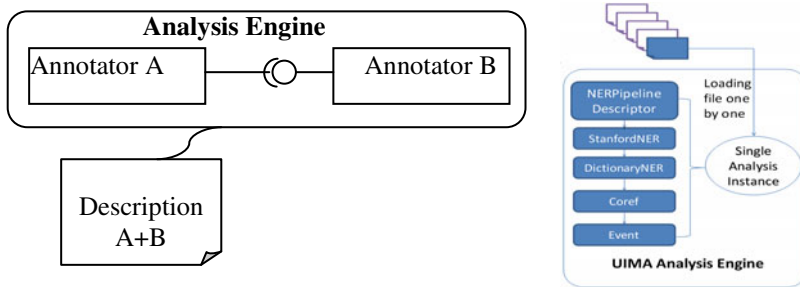 Analysis Engine
Annotator A
Annotator B
Description
A+B
Loading
file one
by one
NERPipeline
Descriptor
StanfordNER
DictionaryNER
Coref
Event
Single
Analysis
Instance
UIMA Analysis Engine